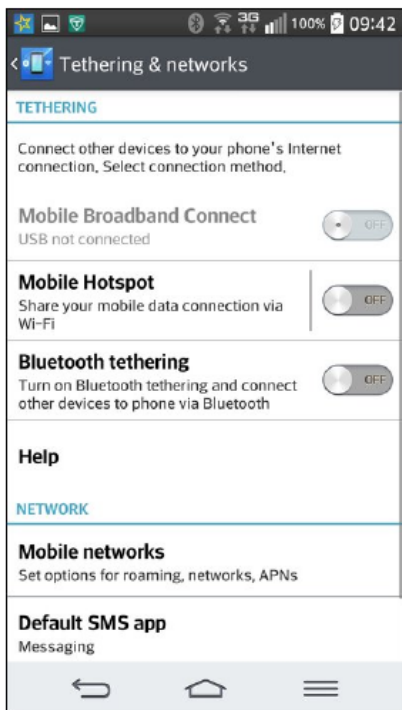 3G 100% 09:42
Tethering & networks
TETHERING
Connect other devices to your phone's Internet
connection, Select connection method,
Mobile Broadband Connect
OFF
USB not connected
Mobile Hotspot
Share your mobile data connection via
Wi-Fi
OFF
Bluetooth tethering
Turn on Bluetooth tethering and connect
other devices to phone via Bluetooth
OFF
Help
NETWORK
Mobile networks
Set options for roaming, networks, APNs
Default SMS app
Messaging